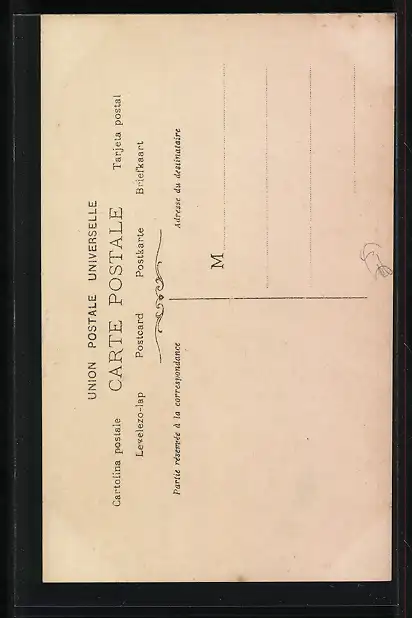 UNION POSTALE UNIVERSELLE
Cartolina postale CARTE POSTALE Tarjeta postal
Levelezo-lap Postcard Postkarte Briefkaart
Partie réservée à la correspondance
Adresse du destinataire
M